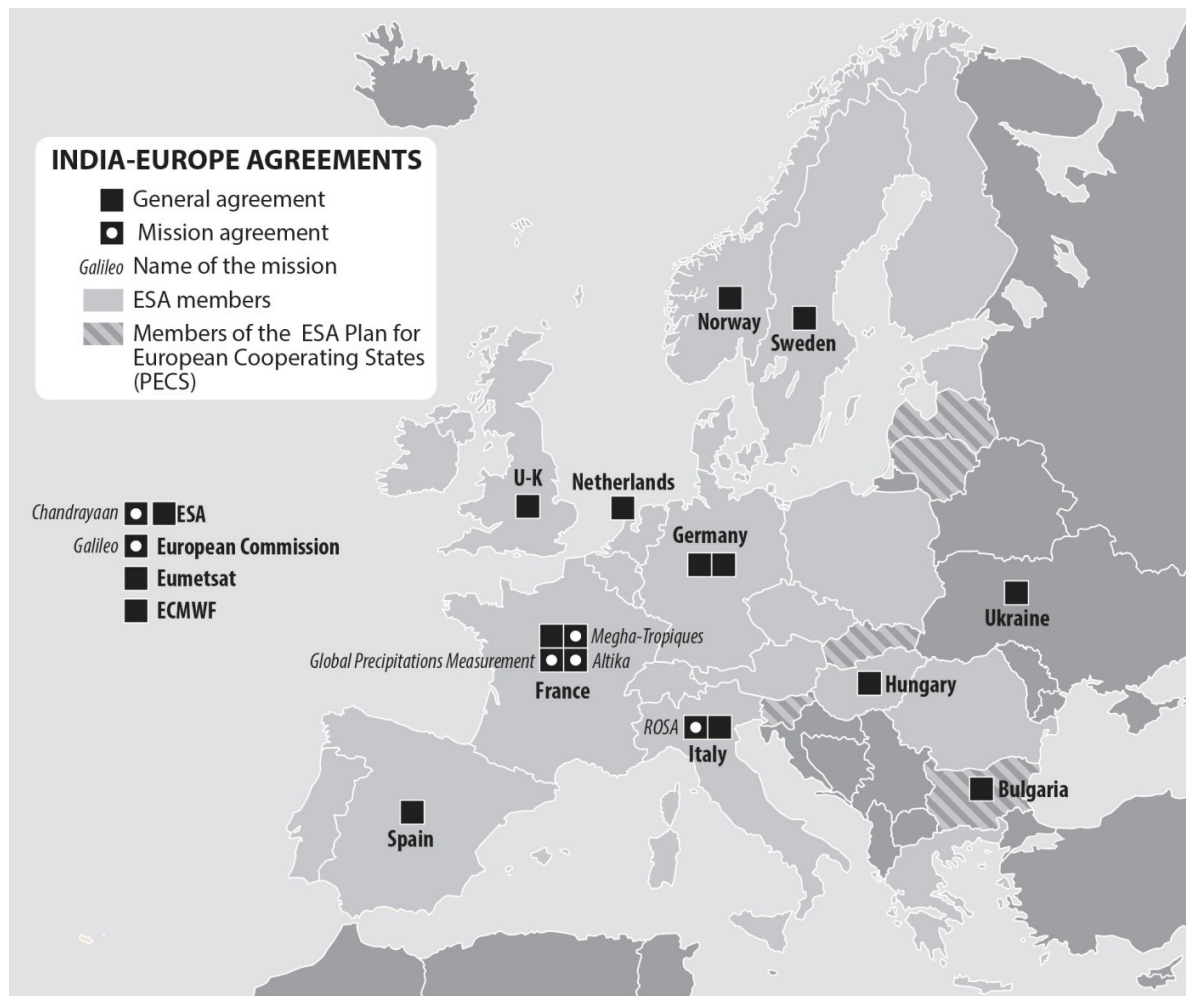 INDIA-EUROPE AGREEMENTS
General agreement
Mission agreement
Galileo Name of the mission
ESA members
Members of the ESA Plan for
European Cooperating States
(PECS)
Norway
Sweden
U-K
Netherlands
Chandrayaan ESA
Galileo European Commission
Eumetsat
ECMWF
Germany
Ukraine
Megha-Tropiques
Global Precipitations Measurement Altika
France
Hungary
ROSA
Italy
Bulgaria
Spain